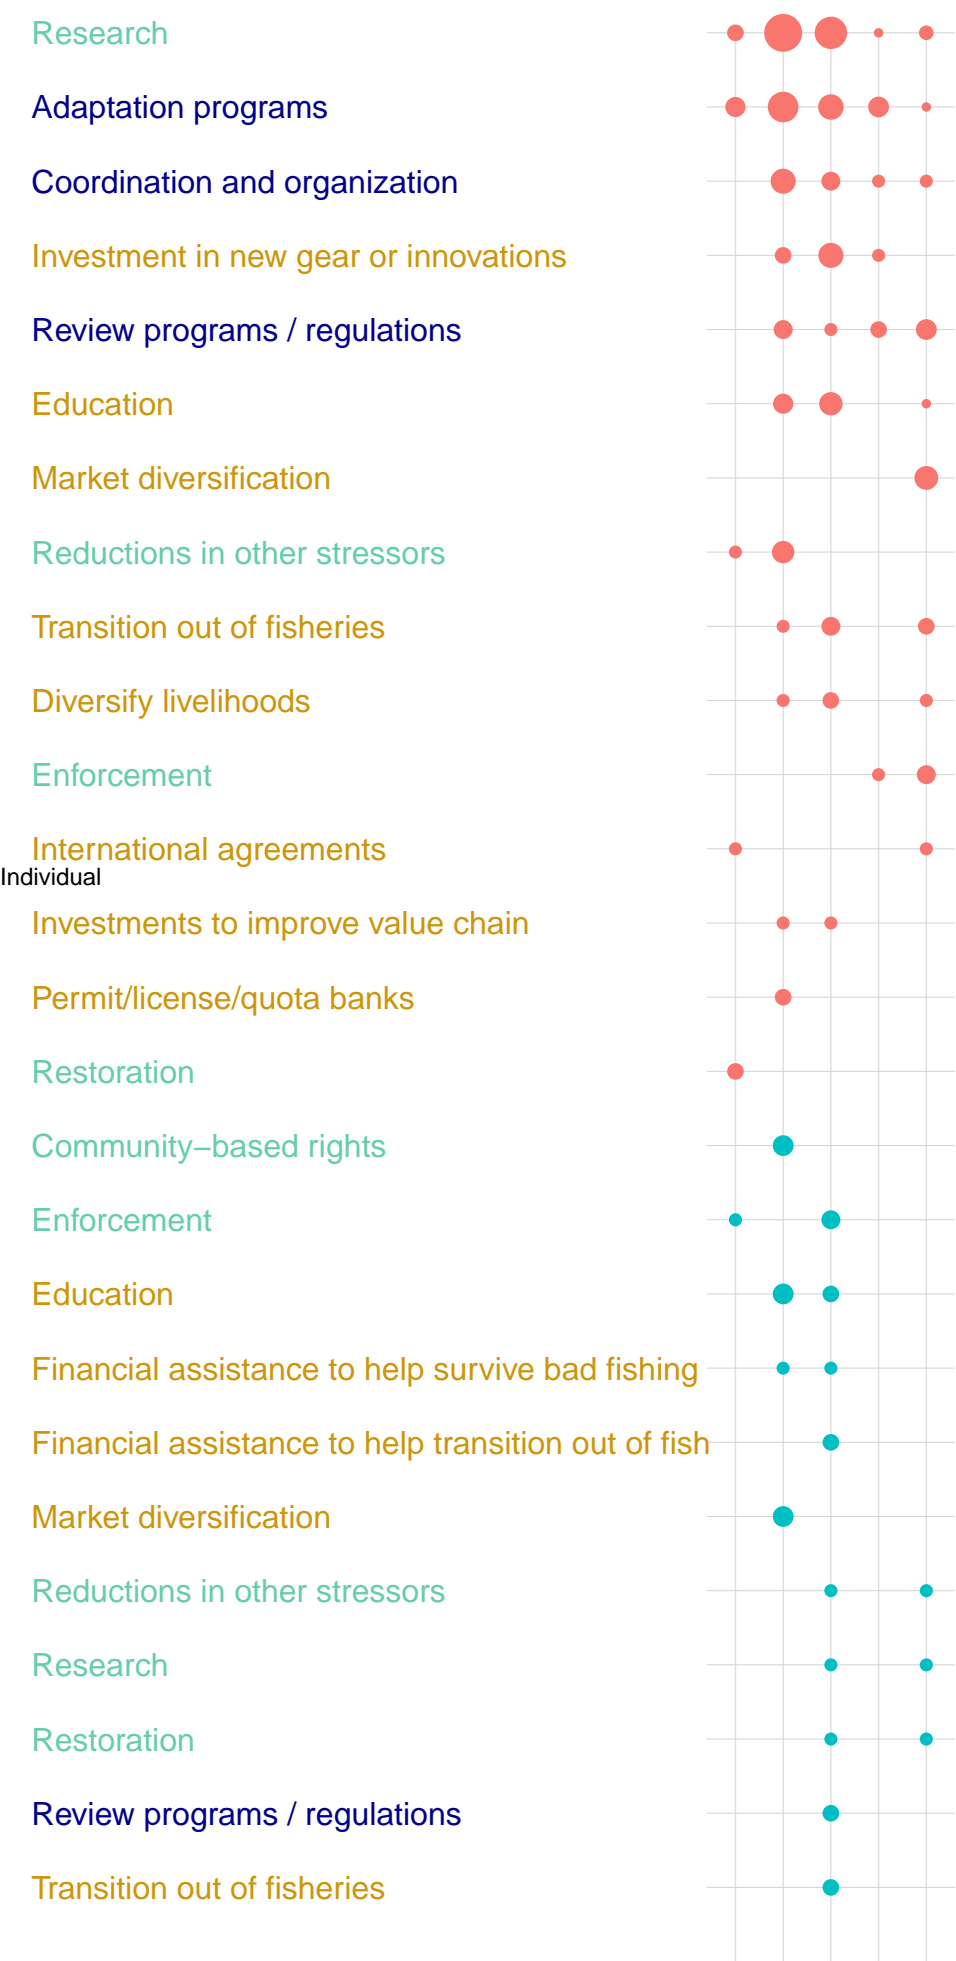 Research
Adaptation programs
Coordination and organization
Investment in new gear or innovations
Review programs / regulations
Education
Market diversification
Reductions in other stressors
Transition out of fisheries
Diversify livelihoods
Enforcement
International agreements
Individual
Investments to improve value chain
Permit/license/quota banks
Restoration
Community−based rights
Enforcement
Education
Financial assistance to help survive bad fishing
Financial assistance to help transition out of fish
Market diversification
Reductions in other stressors
Research
Restoration
Review programs / regulations
Transition out of fisheries